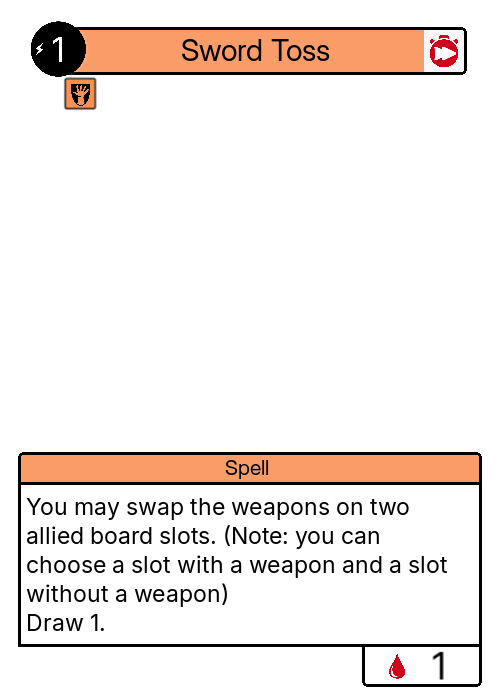 1
Sword Toss
Spell
You may swap the weapons on two
allied board slots. (Note: you can
choose a slot with a weapon and a slot
without a weapon)
Draw 1.
1